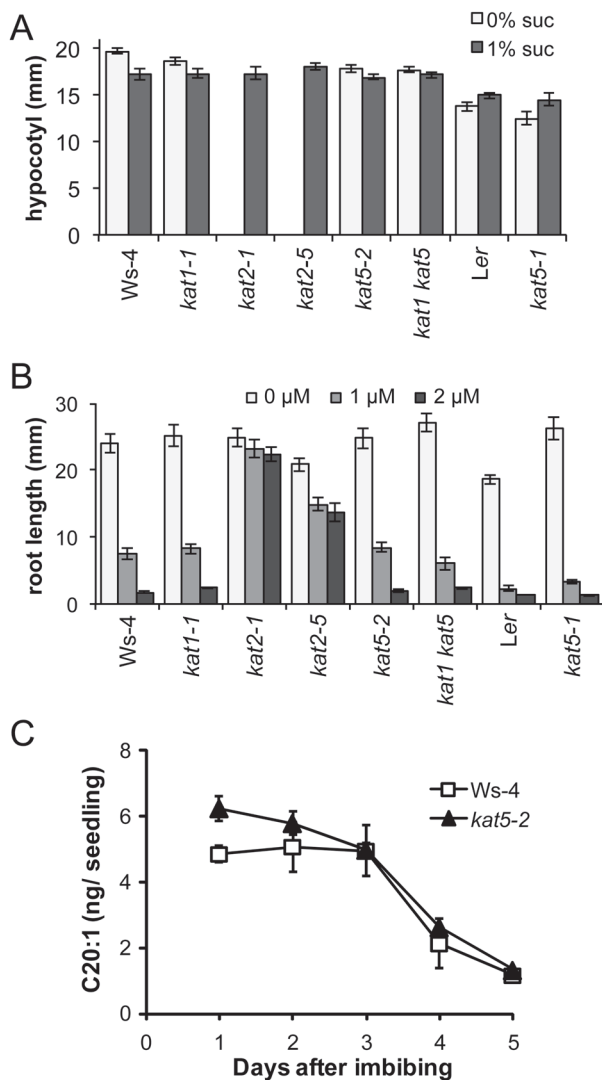 A
0% suc
1% suc
hypocotyl (mm)
20
15
10
5
0
Ws-4
kat1-1
kat2-1
kat2-5
kat5-2
kat1 kat5
Ler
kat5-1
B
0 µM 1 µM 2 µM
root length (mm)
30
20
10
0
Ws-4
kat1-1
kat2-1
kat2-5
kat5-2
kat1 kat5
Ler
kat5-1
C
Ws-4
kat5-2
C20:1 (ng/ seedling)
8
6
4
2
0
0 1 2 3 4 5
Days after imbibing